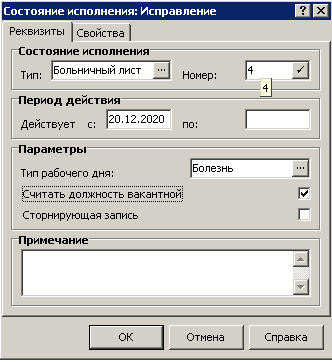 Состояние исполнения: Исправление
Реквизиты Свойства
Состояние исполнения
Тип: Больничный лист ... Номер: 4
4
Период действия
Действует с: 20.12.2020 по:
Параметры
Тип рабочего дня: Болезнь ...
Считать должность вакантной
Сторнирующая запись
Примечание
OK Отмена Справка